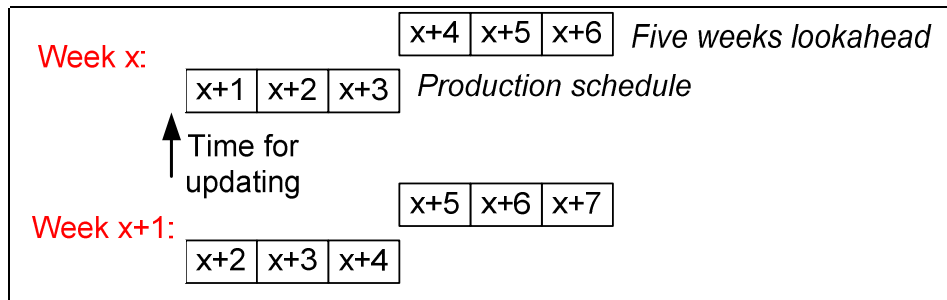 x+4 x+5 x+6 Five weeks lookahead
Week x:
x+1 x+2 x+3 Production schedule
Time for
updating
x+5 x+6 x+7
Week x+1:
x+2 x+3 x+4